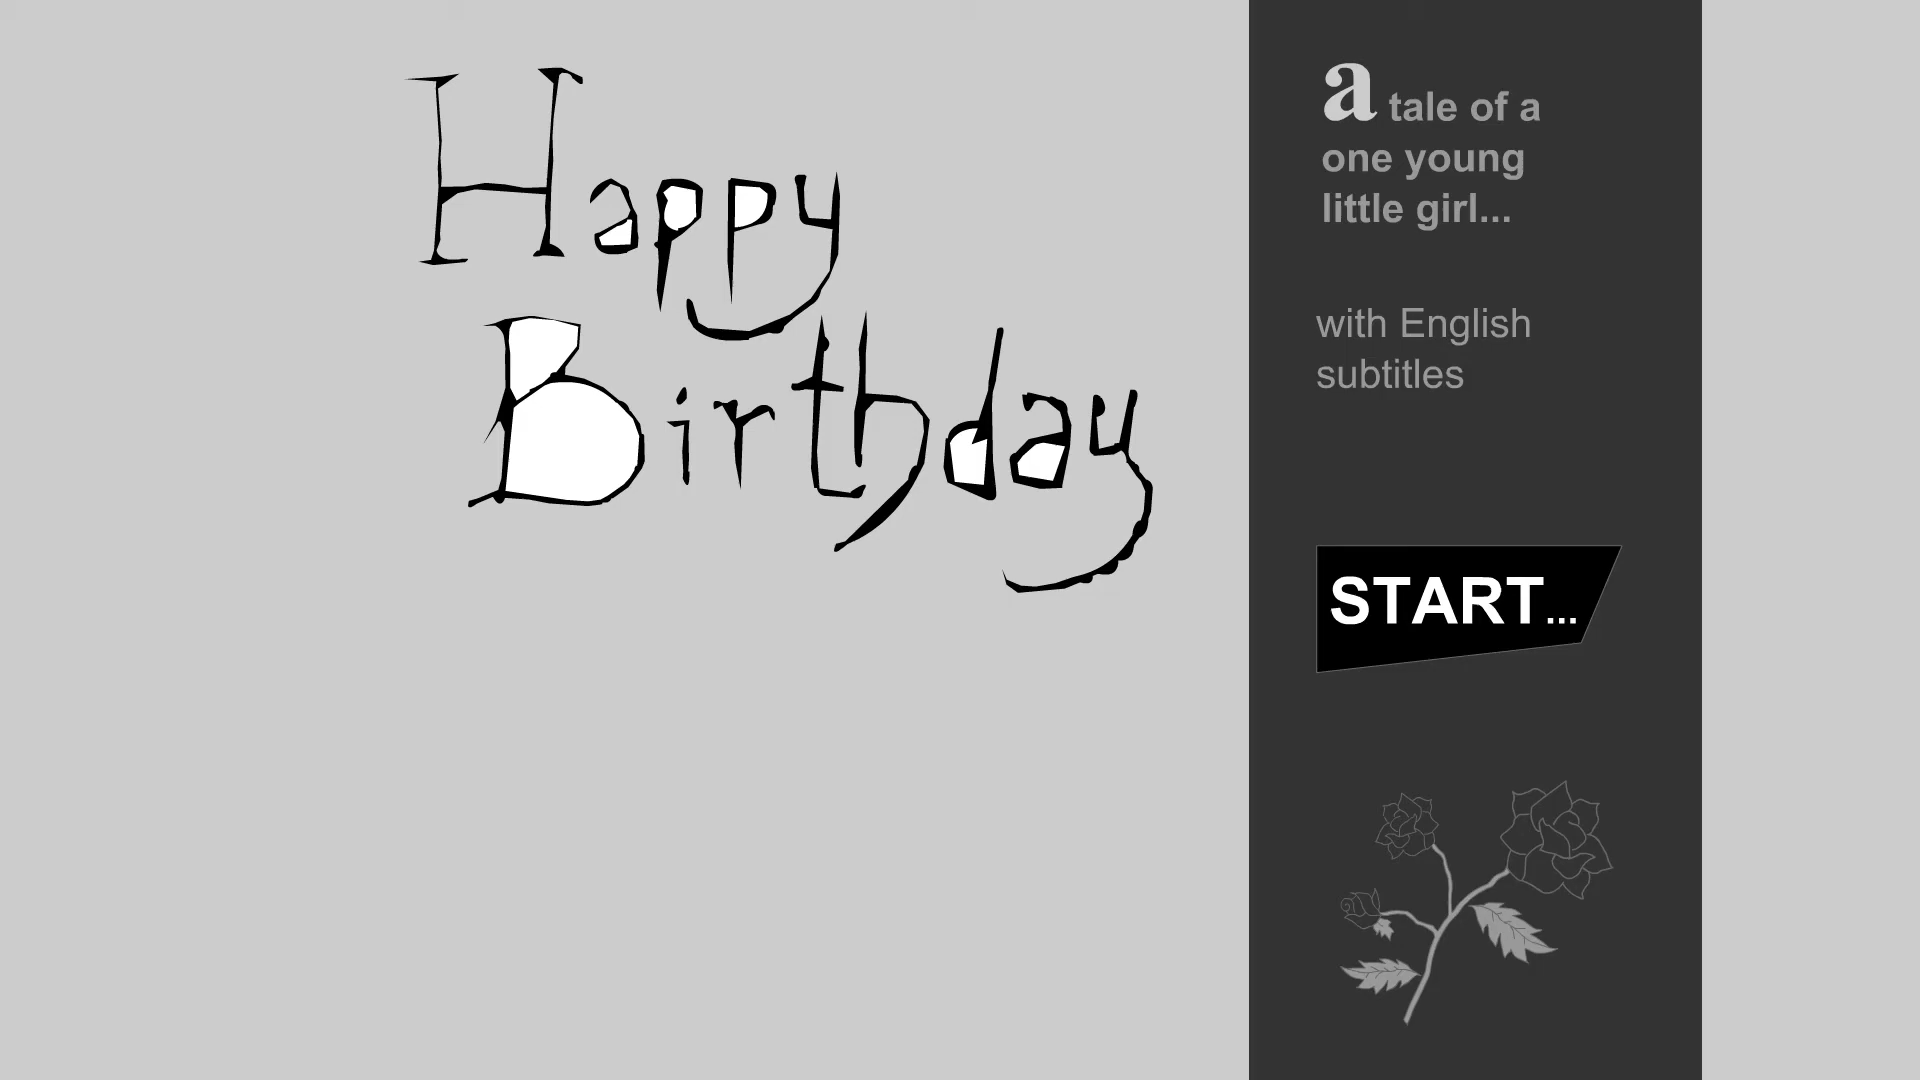 Happy
Birthday
a tale of a
one young
little girl...
with English
subtitles
START...